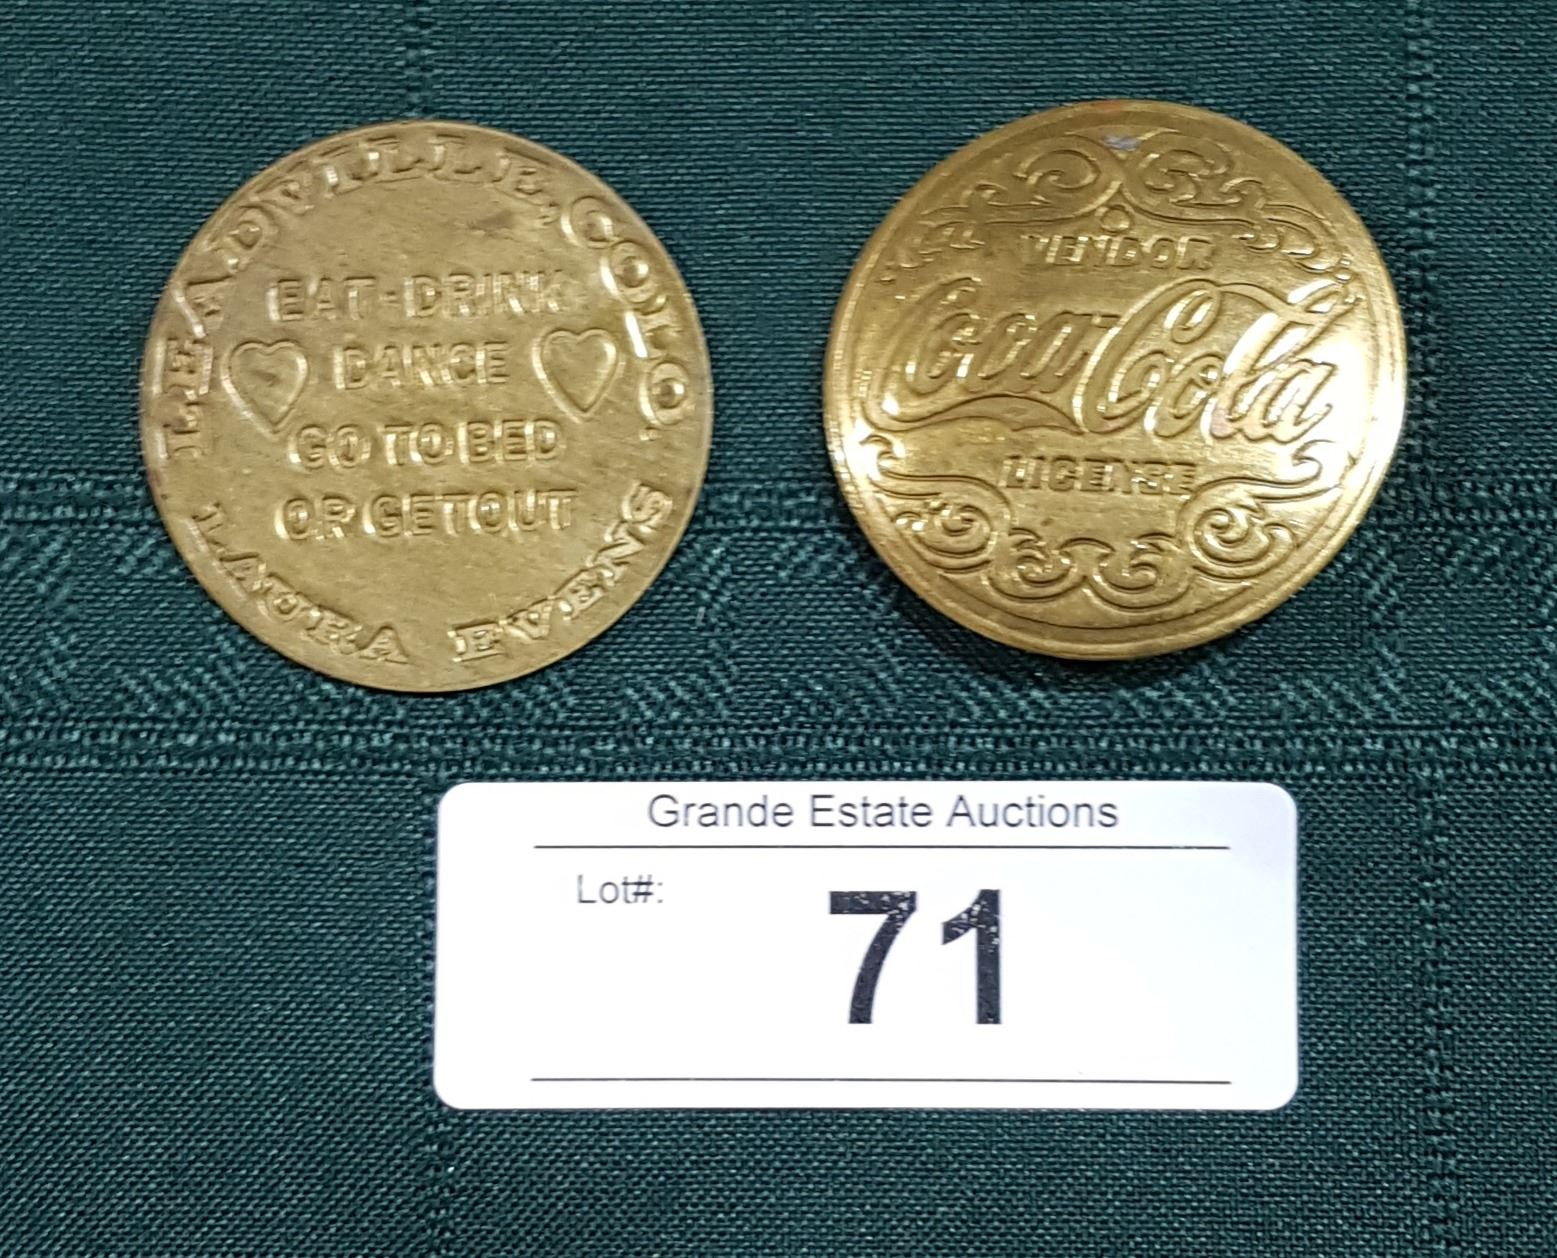 LEADVILLE, COLO.
EAT-DRINK
DANCE
GO TO BED
OR GET OUT
LAURA EVENS
VENDOR
Coca-Cola
LICENSE
Grande Estate Auctions
Lot#:
71